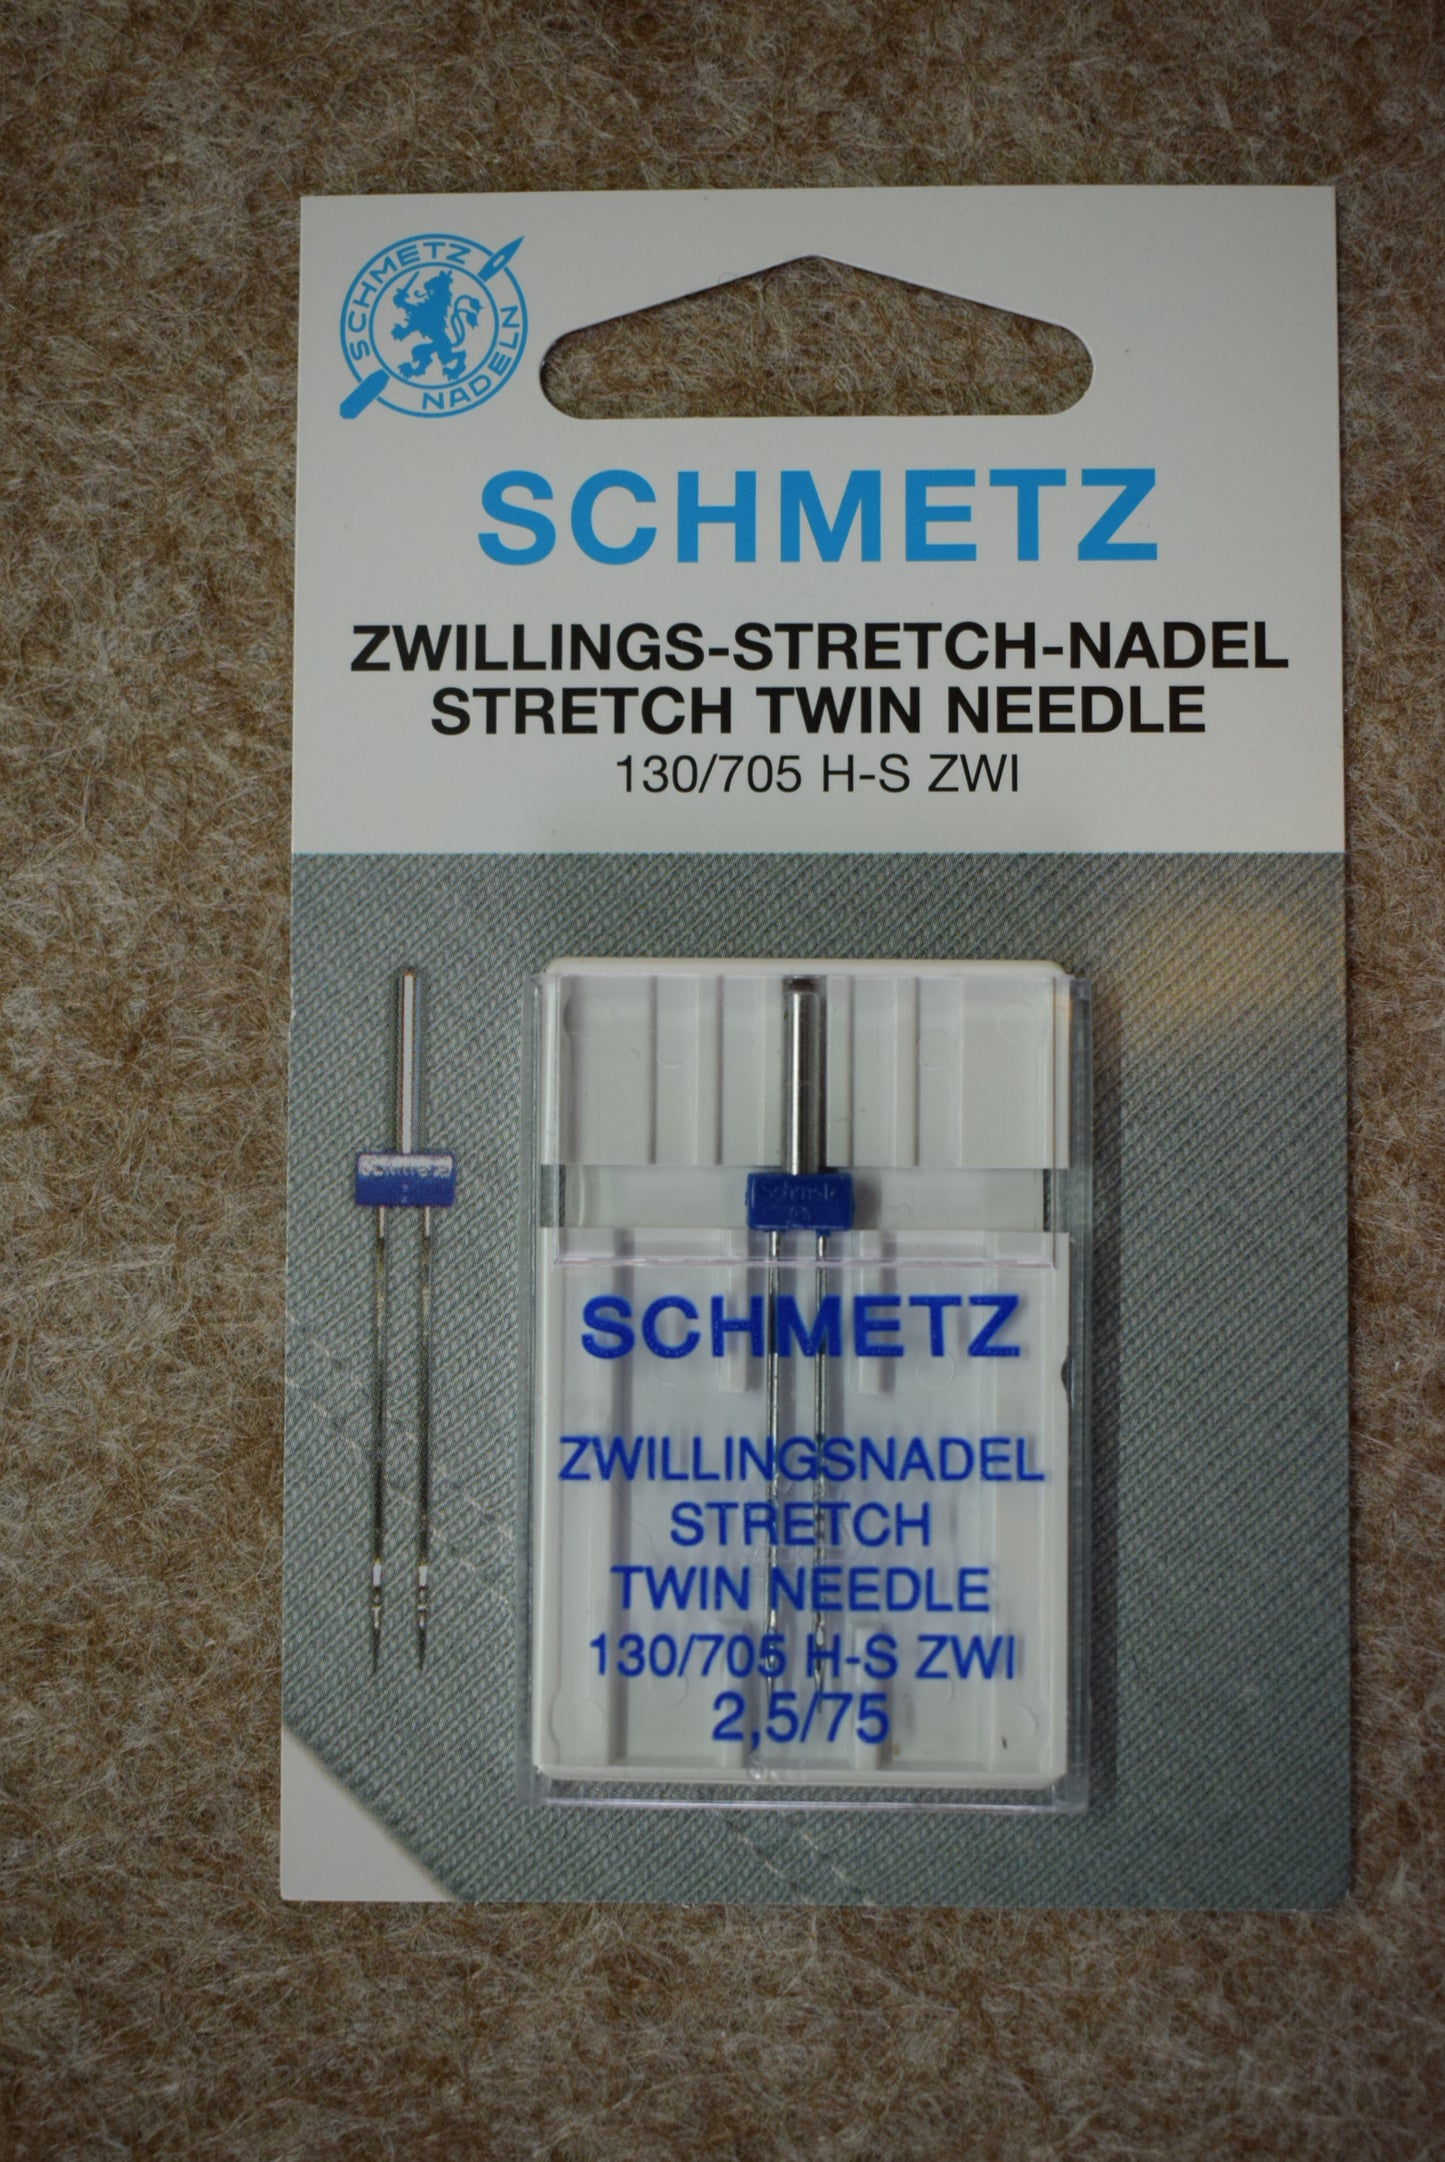 SCHMETZ
NADELN
SCHMETZ
ZWILLINGS-STRETCH-NADEL
STRETCH TWIN NEEDLE
130/705 H-S ZWI
Schmetz
SCHMETZ
ZWILLINGSNADEL
STRETCH
TWIN NEEDLE
130/705 H-S ZWI
2,5/75